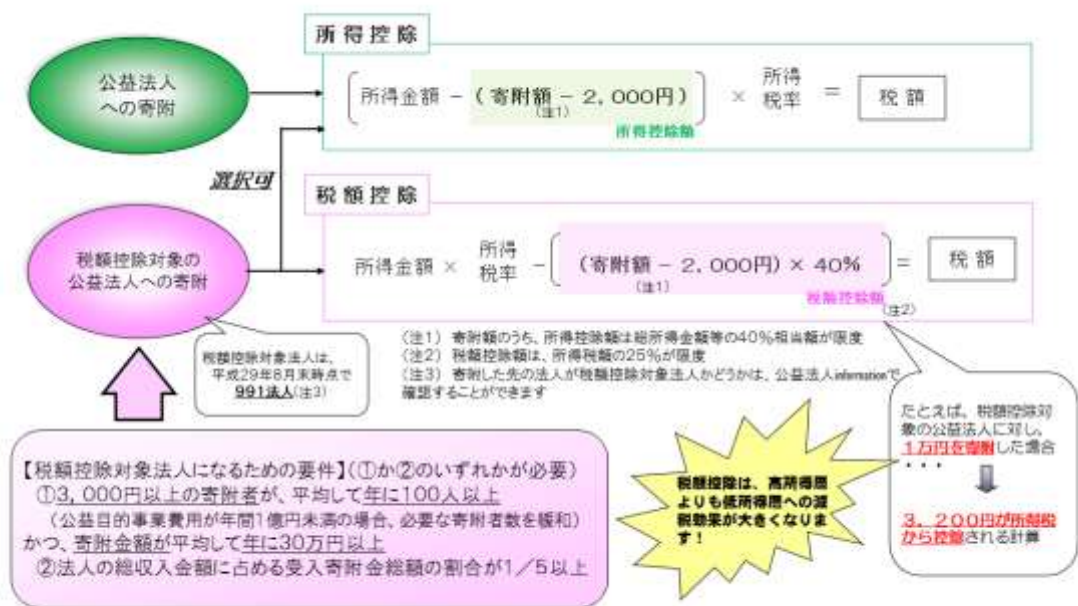 所得控除
公益法人
への寄附
所得金額 － (寄附額 － 2，000円) × 所得税率 ＝ 税額
(注1)
所得控除額
選択可
税額控除
税額控除対象の
公益法人への寄附
所得金額 × 所得税率 － (寄附額 － 2，000円) × 40％ ＝ 税額
(注1)
税額控除額
(注2)
税額控除対象法人は、
平成29年8月末時点で
991法人(注3)
(注1) 寄附額のうち、所得控除額は総所得金額等の40％相当額が限度
(注2) 税額控除額は、所得税額の25％が限度
(注3) 寄附した先の法人が税額控除対象法人かどうかは、公益法人informationで
確認することができます
たとえば、税額控除対
象の公益法人に対し。
1万円を寄附した場合
・・・
3．200円が所得税
から控除される計算
税額控除は、高所得層
よりも低所得層への減
税効果が大きくなりま
す！
【税額控除対象法人になるための要件】(①か②のいずれかが必要)
①3，000円以上の寄附者が、平均して年に100人以上
(公益目的事業費用が年間1億円未満の場合、必要な寄附者数を緩和)
かつ、寄附金額が平均して年に30万円以上
②法人の総収入金額に占める受入寄附金総額の割合が1／5以上